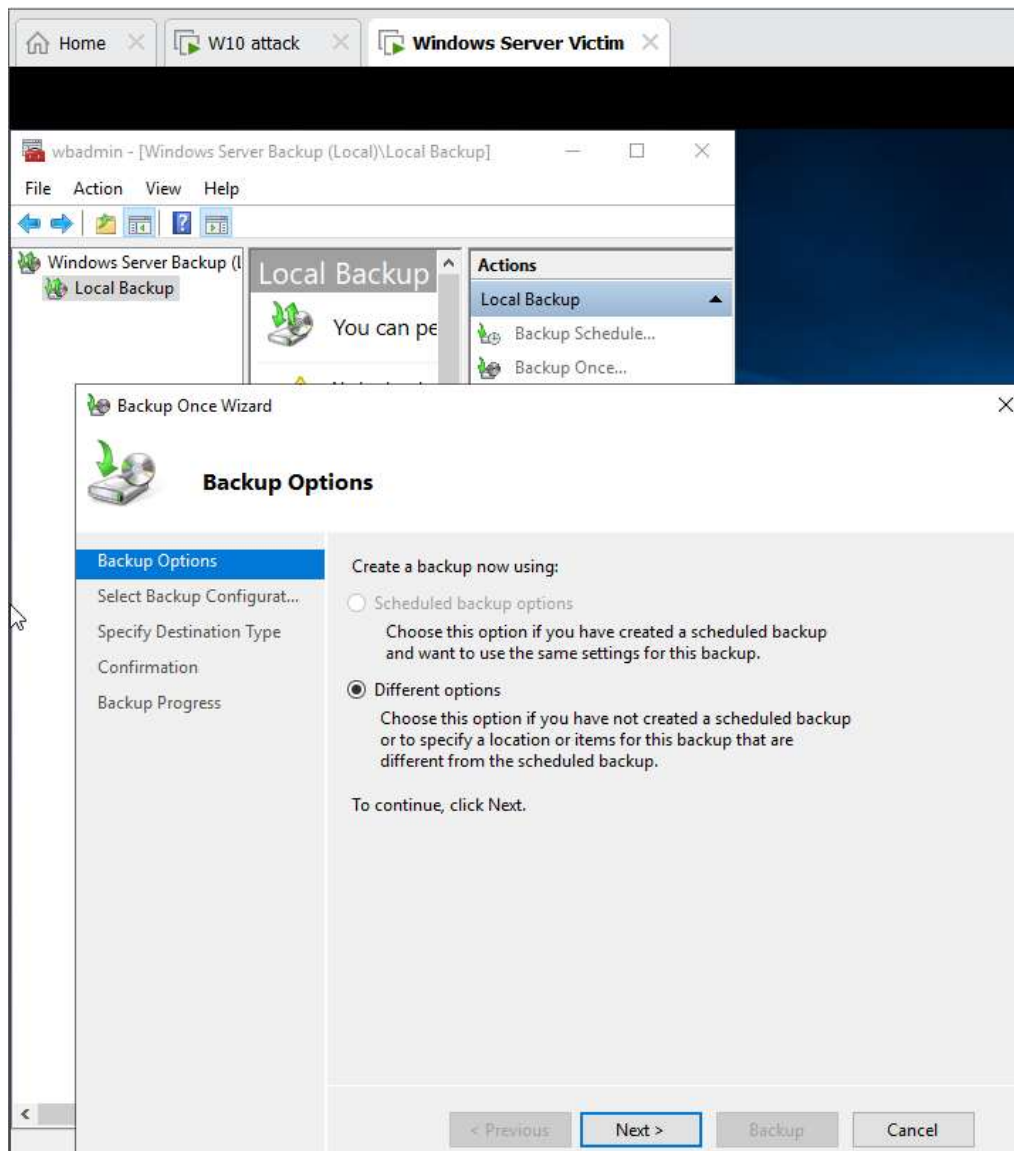 Home
W10 attack
Windows Server Victim
wbadmin - [Windows Server Backup (Local)\Local Backup]
File Action View Help
Windows Server Backup (L
Local Backup
Local Backup
You can pe
Actions
Local Backup
Backup Schedule...
Backup Once...
Backup Once Wizard
Backup Options
Backup Options
Select Backup Configurat...
Specify Destination Type
Confirmation
Backup Progress
Create a backup now using:
Scheduled backup options
Choose this option if you have created a scheduled backup
and want to use the same settings for this backup.
Different options
Choose this option if you have not created a scheduled backup
or to specify a location or items for this backup that are
different from the scheduled backup.
To continue, click Next.
< Previous
Next >
Backup
Cancel